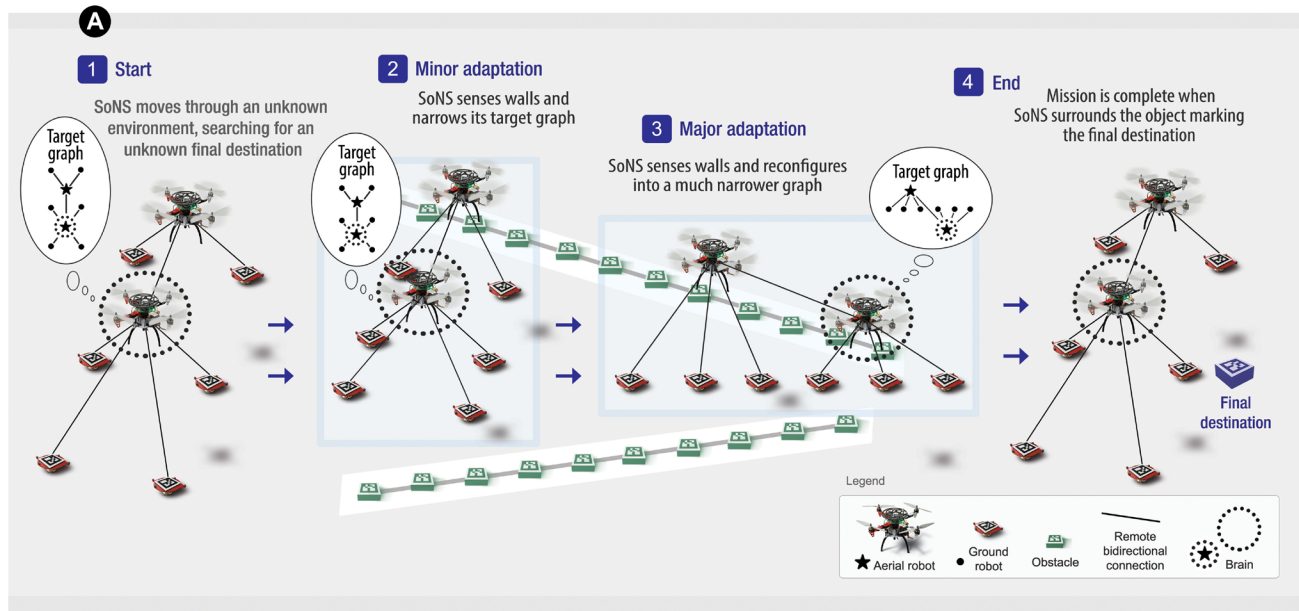 A
1 Start
SoNS moves through an unknown
environment, searching for an
unknown final destination
Target
graph
2 Minor adaptation
SoNS senses walls and
narrows its target graph
Target
graph
3 Major adaptation
SoNS senses walls and reconfigures
into a much narrower graph
Target graph
4 End
Mission is complete when
SoNS surrounds the object marking
the final destination
Final
destination
Legend
Aerial robot
Ground
robot
Obstacle
Remote
bidirectional
connection
Brain